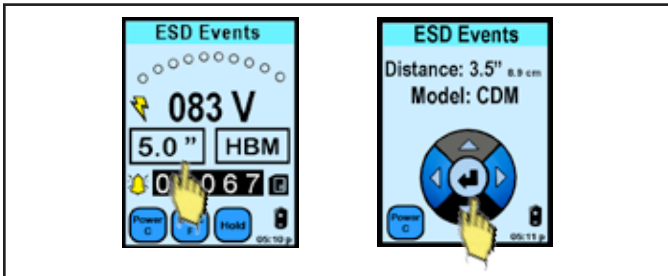 ESD Events
083 V
5.0 ” HBM
067
Power C F Hold
05:10 p
ESD Events
Distance: 3.5” 8.9 cm
Model: CDM
Power C
05:11 p